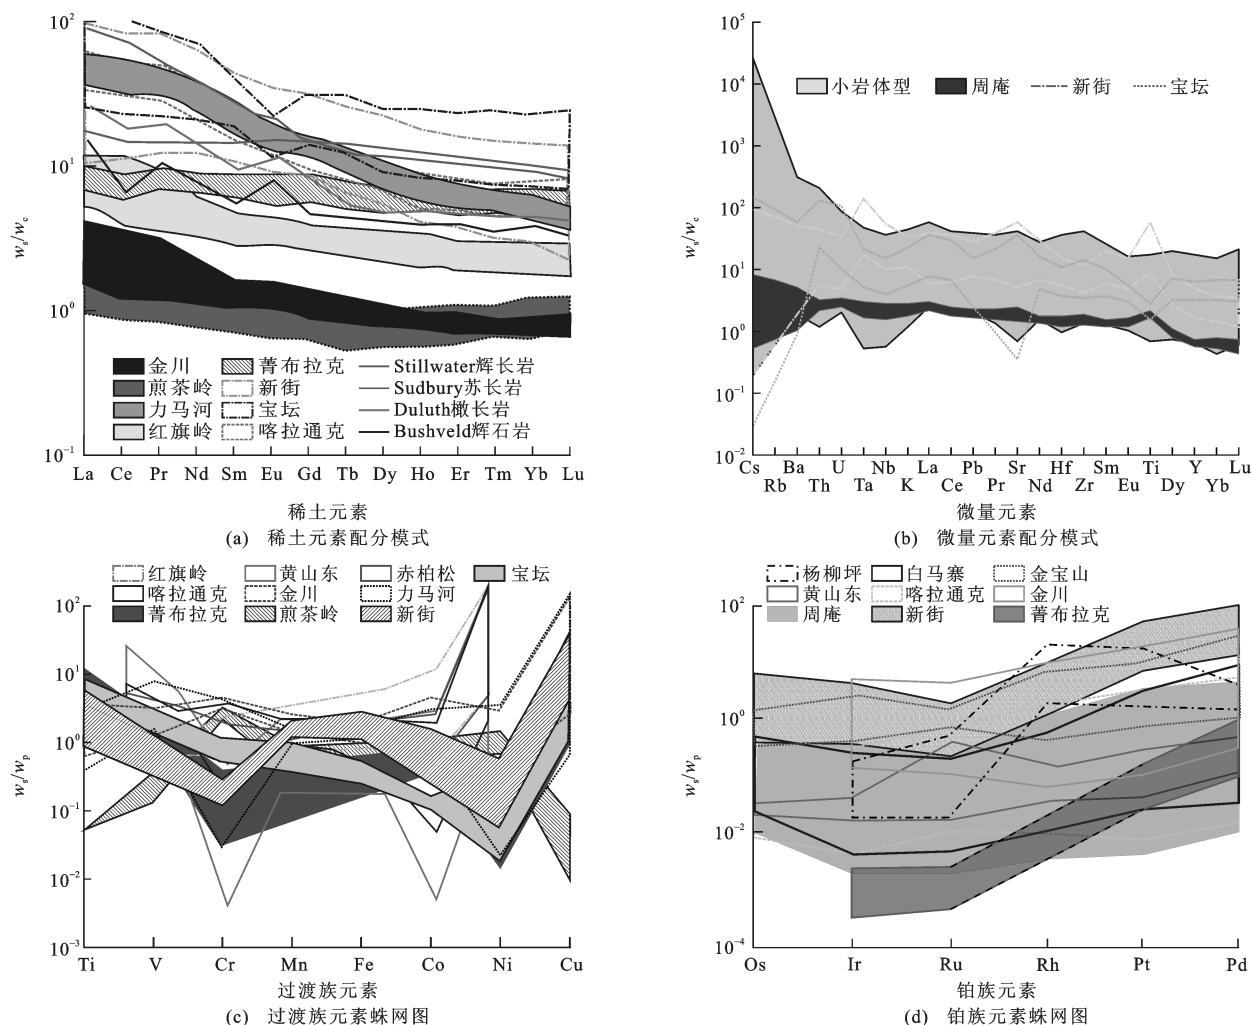 10²
10¹
10⁰
10⁻¹
wₛ/w꜀
金川
煎茶岭
力马河
红旗岭
菁布拉克
新街
宝坛
喀拉通克
Stillwater辉长岩
Sudbury苏长岩
Duluth橄长岩
Bushveld辉石岩
La Ce Pr Nd Sm Eu Gd Tb Dy Ho Er Tm Yb Lu
稀土元素
(a) 稀土元素配分模式
10⁵
10⁴
10³
10²
10¹
10⁰
10⁻¹
10⁻²
wₛ/w꜀
小岩体型 周庵 新街 宝坛
Cs Ba U Nb La Pb Sr Hf Sm Ti Y Lu
Rb Th Ta K Ce Pr Nd Zr Eu Dy Yb
微量元素
(b) 微量元素配分模式
红旗岭 黄山东 赤柏松 宝坛
喀拉通克 金川 力马河
菁布拉克 煎茶岭 新街
10²
10¹
10⁰
10⁻¹
10⁻²
10⁻³
wₛ/wₚ
Ti V Cr Mn Fe Co Ni Cu
过渡族元素
(c) 过渡族元素蛛网图
杨柳坪 白马寨 金宝山
黄山东 喀拉通克 金川
周庵 新街 菁布拉克
10²
10⁰
10⁻²
10⁻⁴
wₛ/wₚ
Os Ir Ru Rh Pt Pd
铂族元素
(d) 铂族元素蛛网图